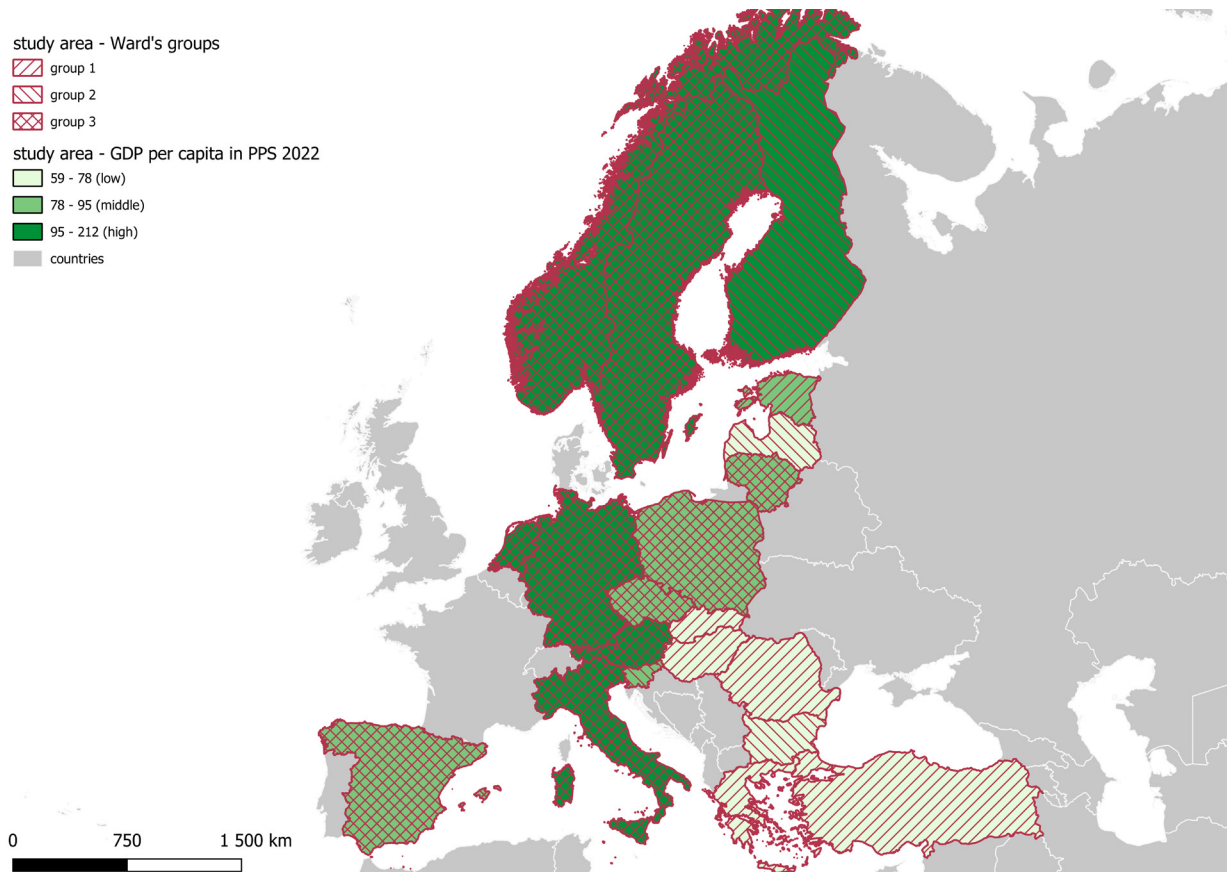 study area - Ward's groups
group 1
group 2
group 3
study area - GDP per capita in PPS 2022
59 - 78 (low)
78 - 95 (middle)
95 - 212 (high)
countries
0 750 1 500 km